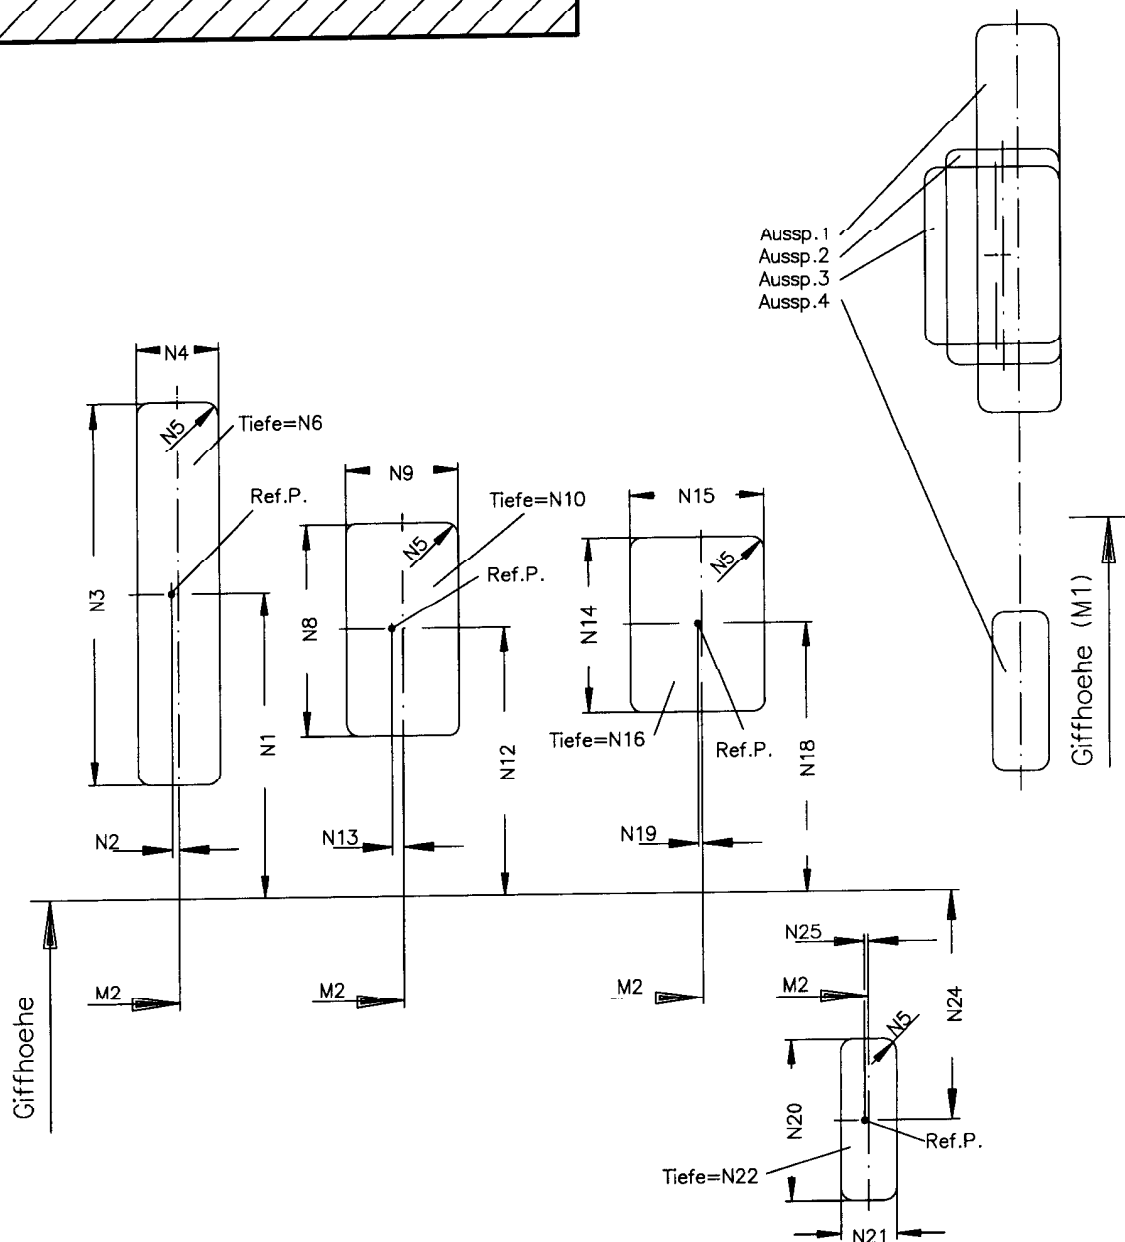 Aussp.1
Aussp.2
Aussp.3
Aussp.4
N4
N5
Tiefe=N6
Ref.P.
N3
N1
N2
M2
N9
Tiefe=N10
N5
Ref.P.
N8
N12
N13
M2
N15
N5
N14
Tiefe=N16
Ref.P.
N18
N19
M2
Giffhoehe (M1)
Giffhoehe
N25
M2
N24
N5
N20
Ref.P.
Tiefe=N22
N21